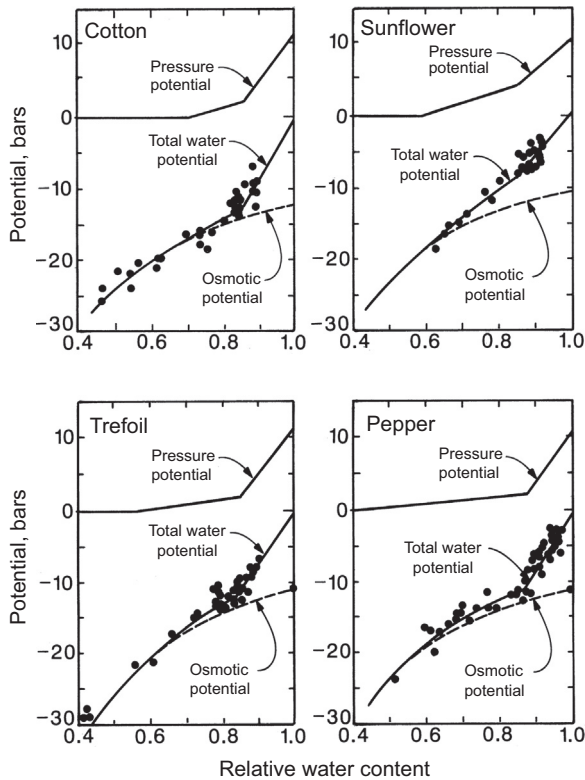 Cotton
Pressure
potential
Total water
potential
Osmotic
potential
10
0
−10
−20
−30
0.4
0.6
0.8
1.0
Potential, bars
Sunflower
Pressure
potential
Total water
potential
Osmotic
potential
10
0
−10
−20
−30
0.4
0.6
0.8
1.0
Trefoil
Pressure
potential
Total water
potential
Osmotic
potential
10
0
−10
−20
−30
0.4
0.6
0.8
1.0
Potential, bars
Pepper
Pressure
potential
Total water
potential
Osmotic
potential
10
0
−10
−20
−30
0.4
0.6
0.8
1.0
Relative water content